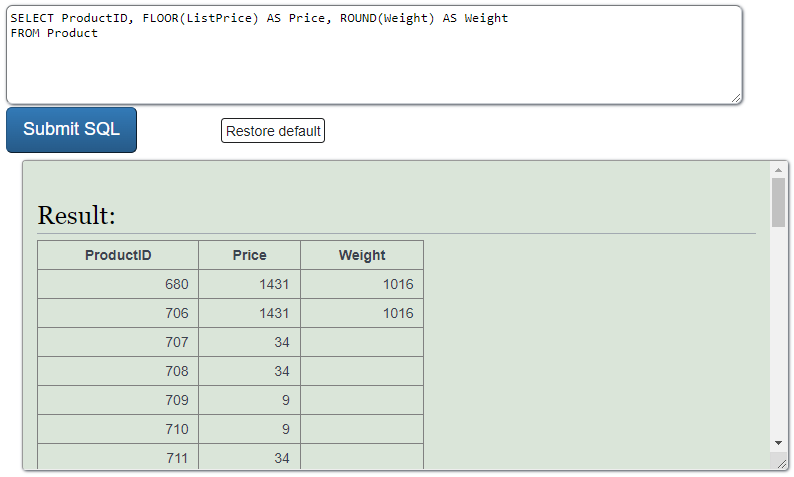 SELECT ProductID, FLOOR(ListPrice) AS Price, ROUND(Weight) AS Weight
FROM Product
Submit SQL
Restore default
Result:
ProductID Price Weight
680 1431 1016
706 1431 1016
707 34
708 34
709 9
710 9
711 34